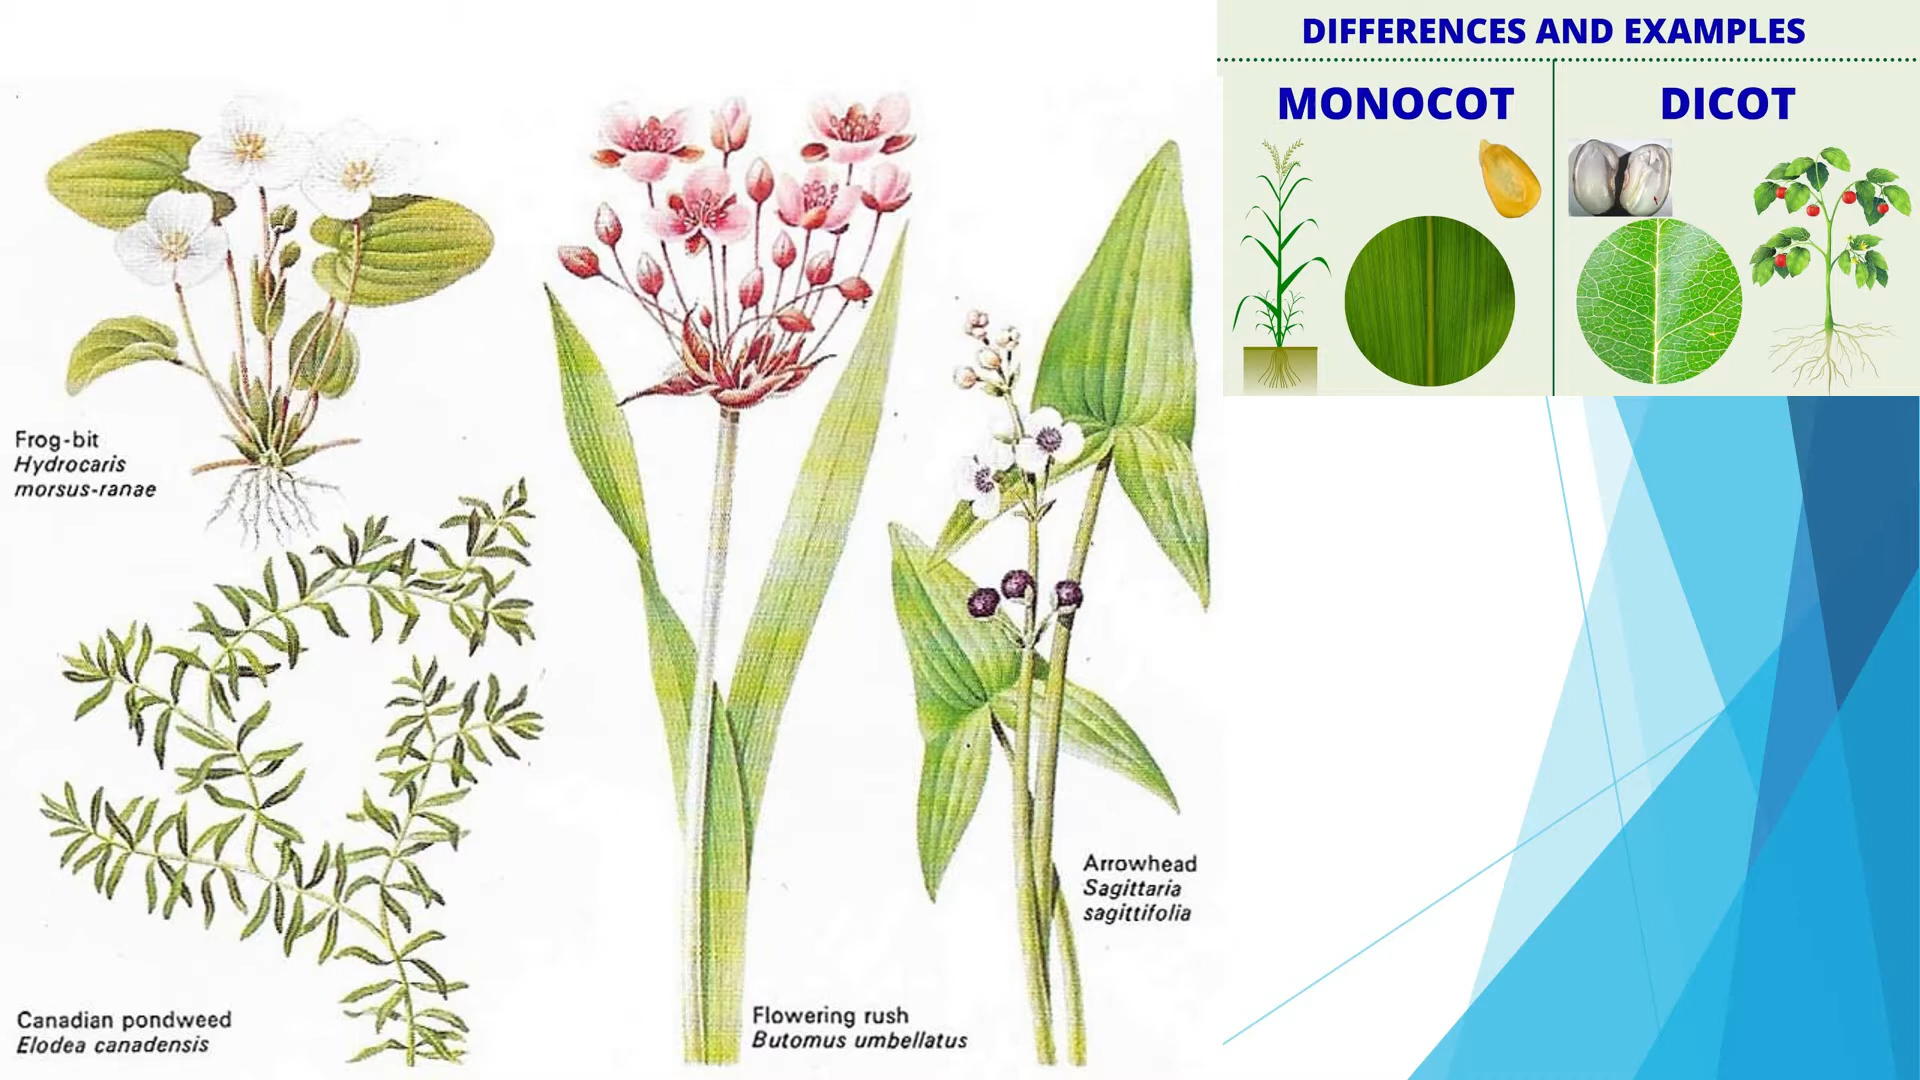 DIFFERENCES AND EXAMPLES
MONOCOT
DICOT
Frog-bit
Hydrocaris
morsus-ranae
Arrowhead
Sagittaria
sagittifolia
Canadian pondweed
Elodea canadensis
Flowering rush
Butomus umbellatus